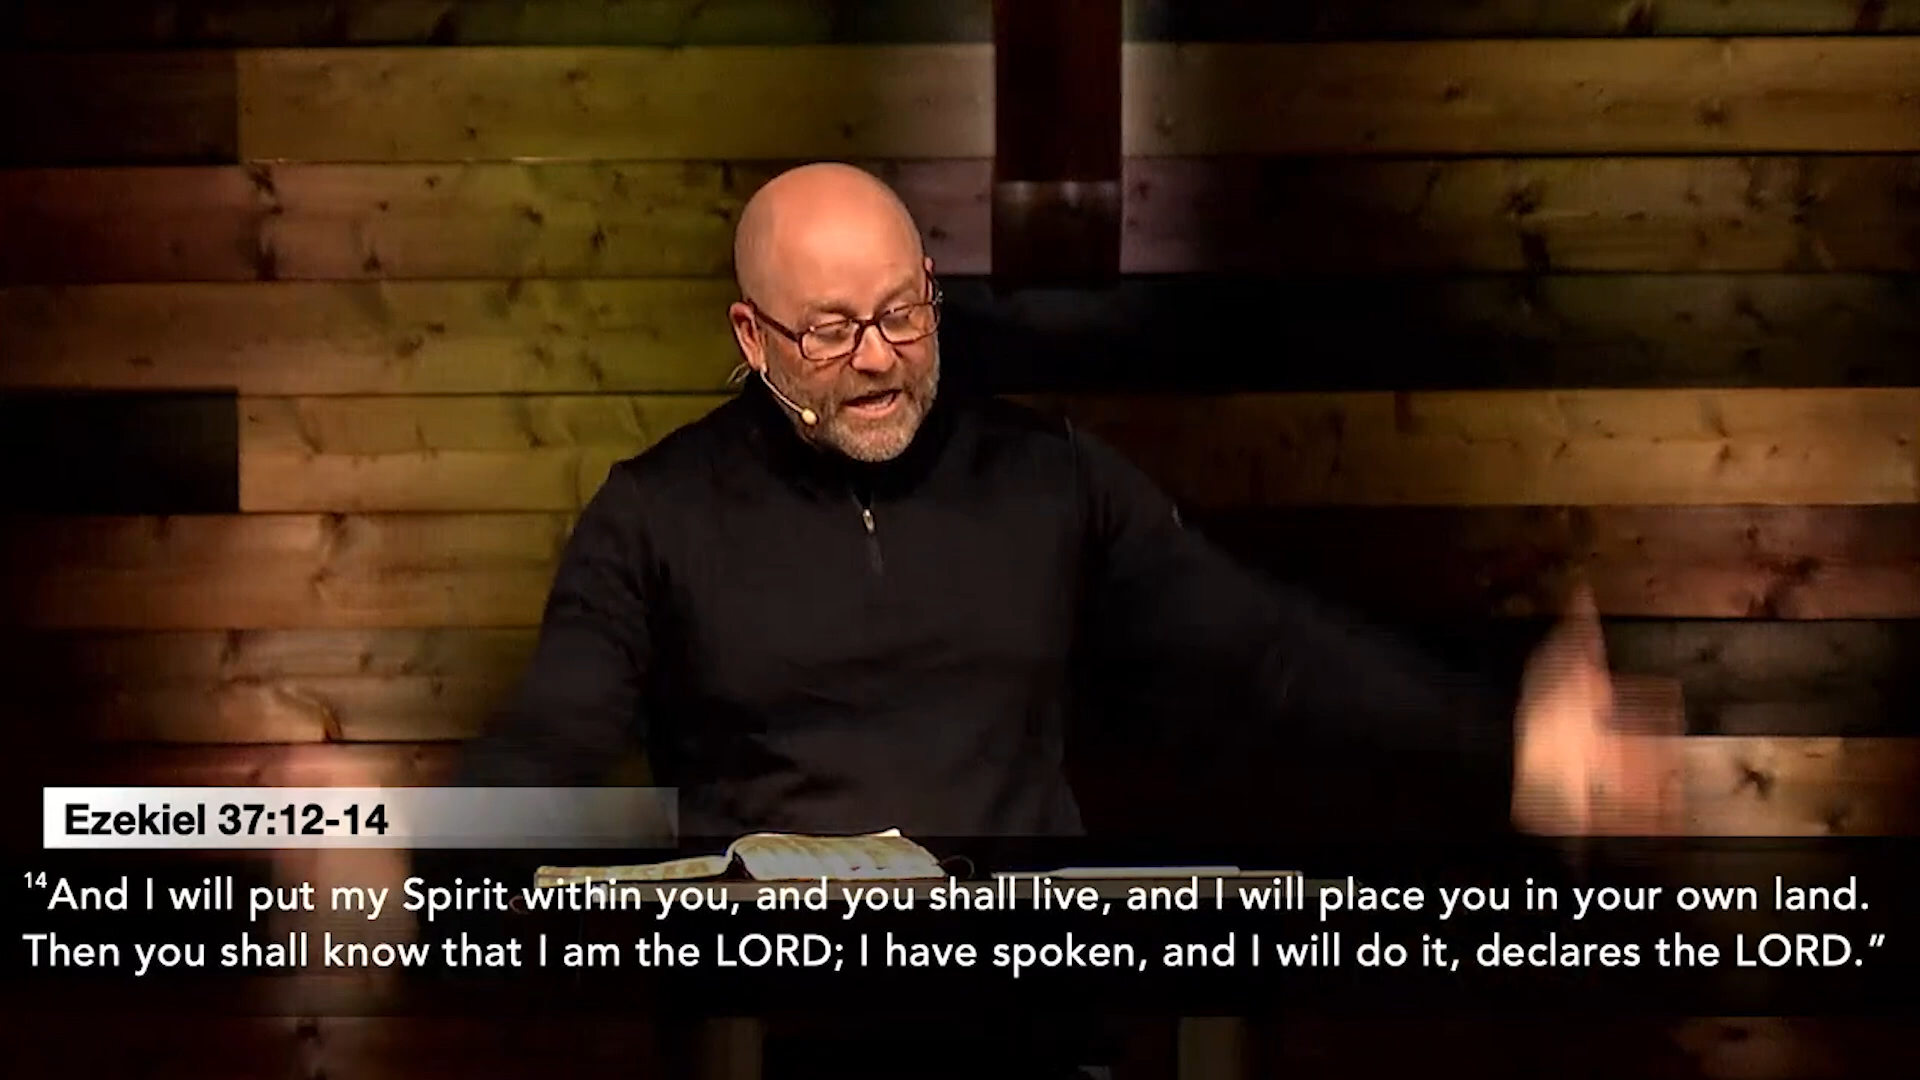 Ezekiel 37:12-14
¹⁴And I will put my Spirit within you, and you shall live, and I will place you in your own land.
Then you shall know that I am the LORD; I have spoken, and I will do it, declares the LORD.”